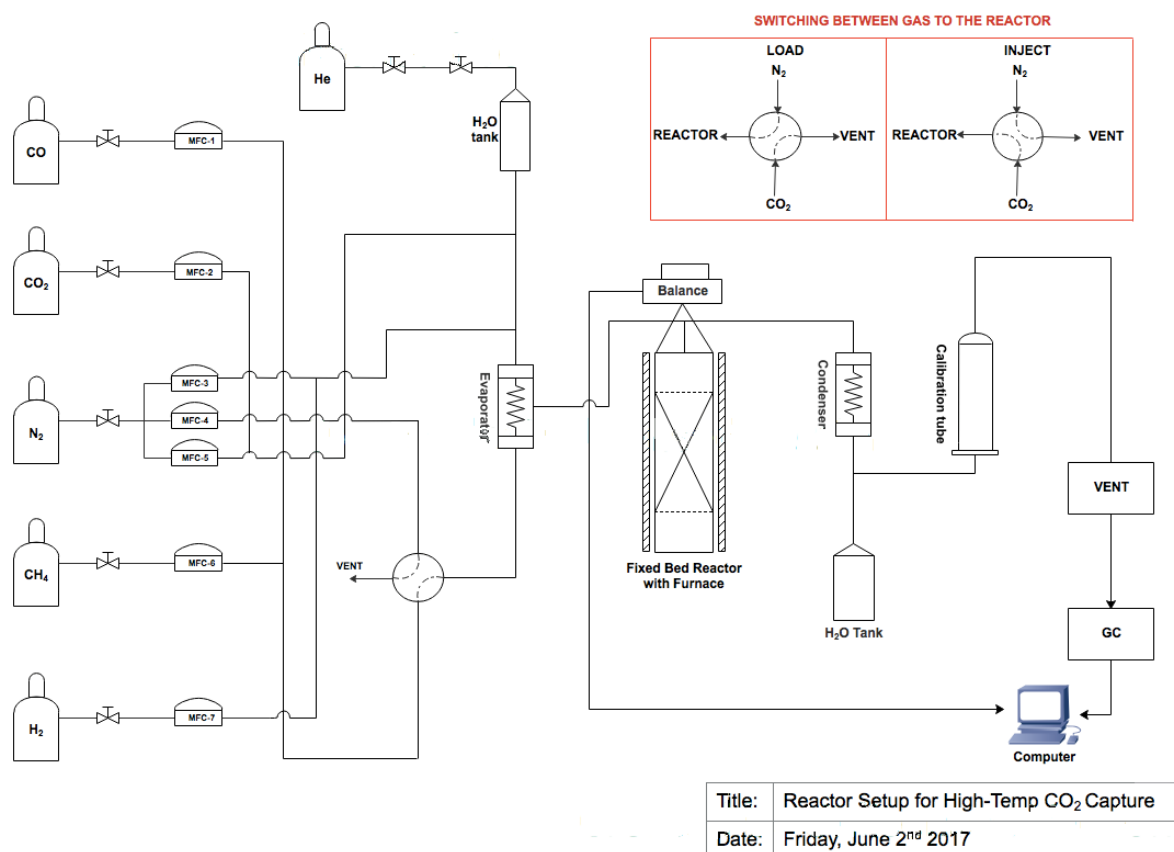 SWITCHING BETWEEN GAS TO THE REACTOR
LOAD
N₂
REACTOR
VENT
CO₂
INJECT
N₂
REACTOR
VENT
CO₂
He
H₂O
tank
CO
MFC-1
CO₂
MFC-2
N₂
MFC-3
MFC-4
MFC-5
CH₄
MFC-6
H₂
MFC-7
VENT
Evaporator
Balance
Fixed Bed Reactor
with Furnace
Condenser
H₂O Tank
Calibration tube
VENT
GC
Computer
Title: Reactor Setup for High-Temp CO₂ Capture
Date: Friday, June 2nd 2017